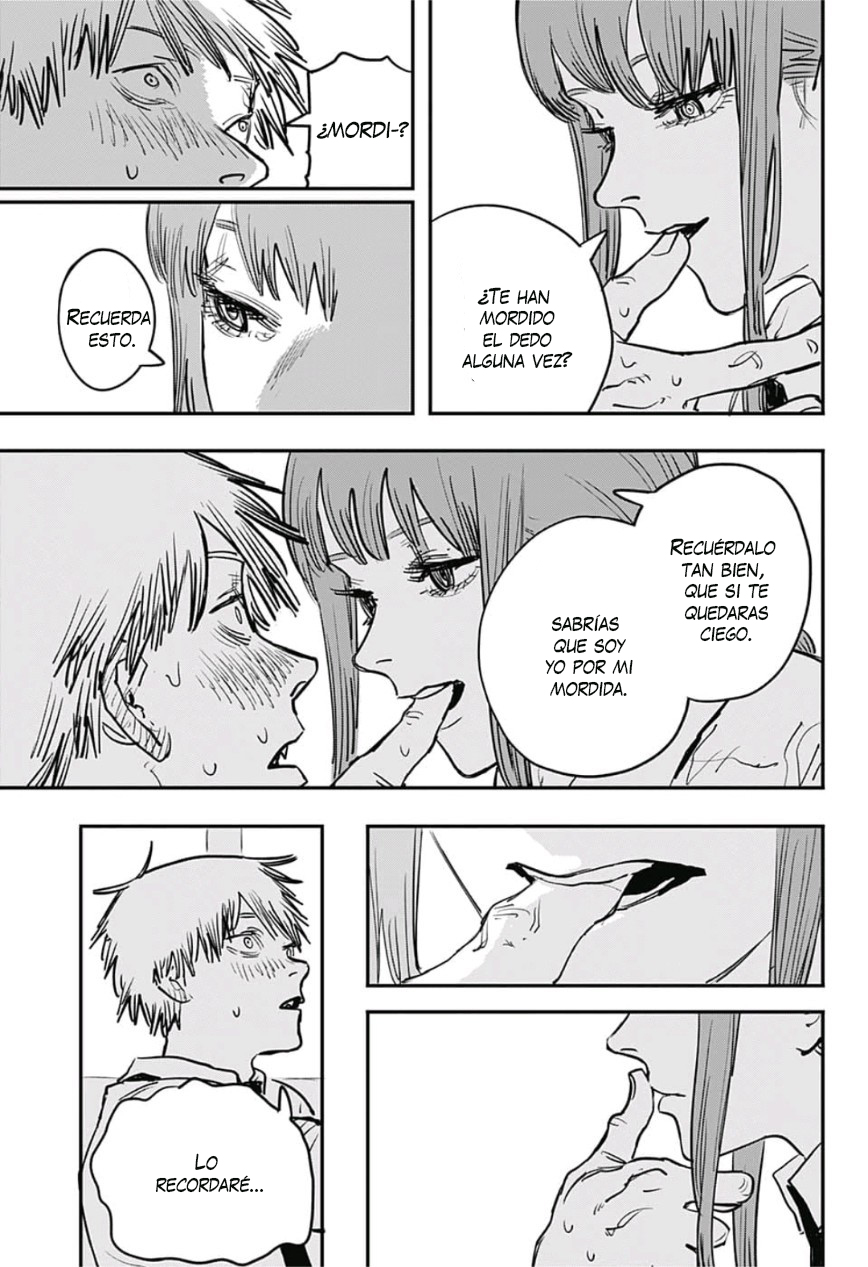 ¿Te han
mordido
el dedo
alguna
vez?
¿Mordi-?
Recuerda
esto.
Recuérdalo
tan bien,
que si te
quedaras
ciego.
sabrías
que soy
yo por mi
mordida.
Lo
recordaré...